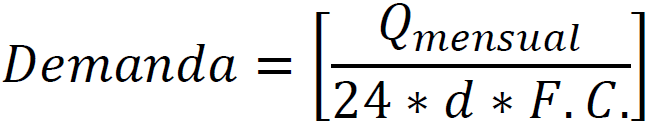 Demanda = [Q_mensual / (24 * d * F.C.)]